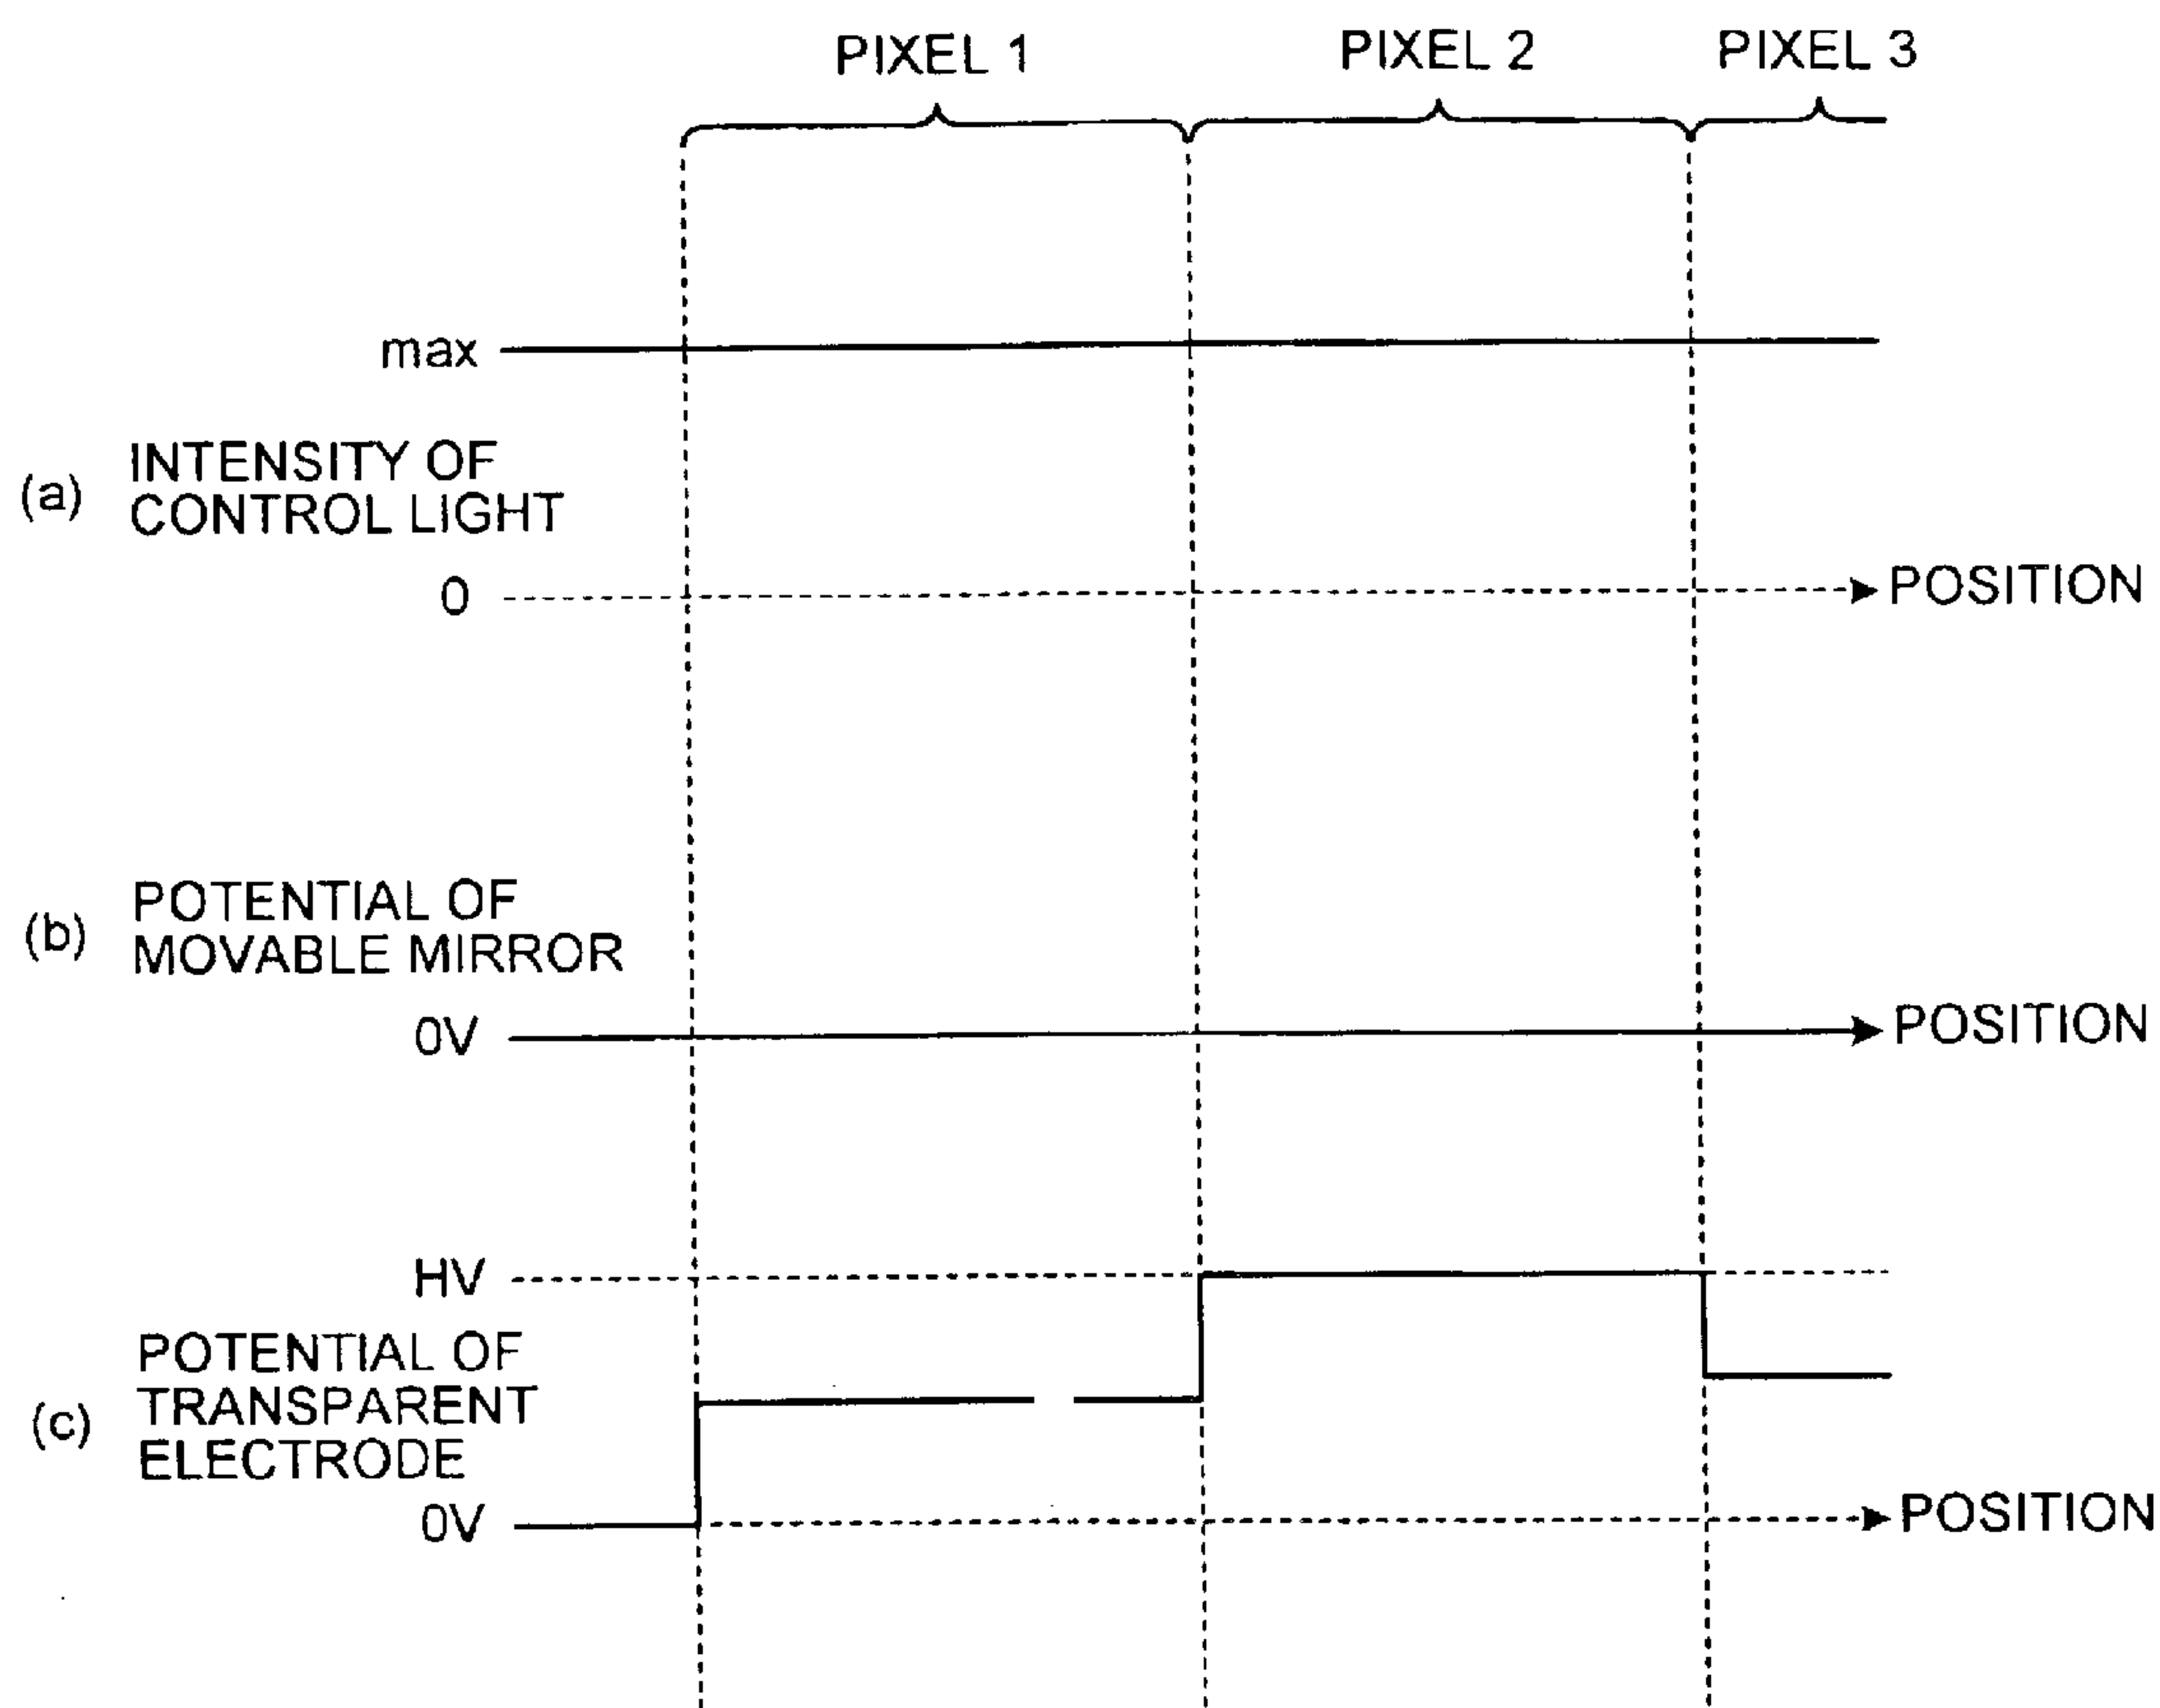 PIXEL 1
PIXEL 2
PIXEL 3
max
(a)
INTENSITY OF
CONTROL LIGHT
0
POSITION
(b)
POTENTIAL OF
MOVABLE MIRROR
0V
POSITION
HV
(c)
POTENTIAL OF
TRANSPARENT
ELECTRODE
0V
POSITION